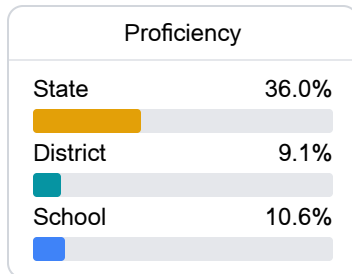 Proficiency
State 36.0%
District 9.1%
School 10.6%